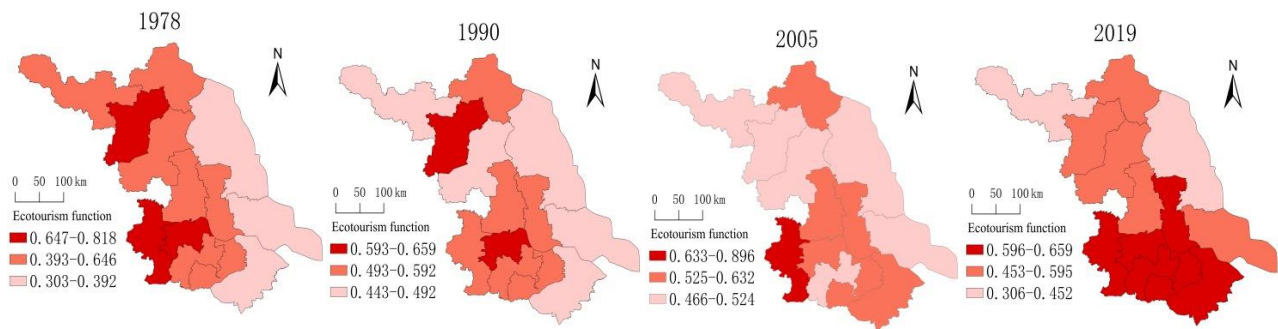 1978
N
0 50 100 km
Ecotourism function
0.647-0.818
0.393-0.646
0.303-0.392
1990
N
0 50 100 km
Ecotourism function
0.593-0.659
0.493-0.592
0.443-0.492
2005
N
0 50 100 km
Ecotourism function
0.633-0.896
0.525-0.632
0.466-0.524
2019
N
0 50 100 km
Ecotourism function
0.596-0.659
0.453-0.595
0.306-0.452